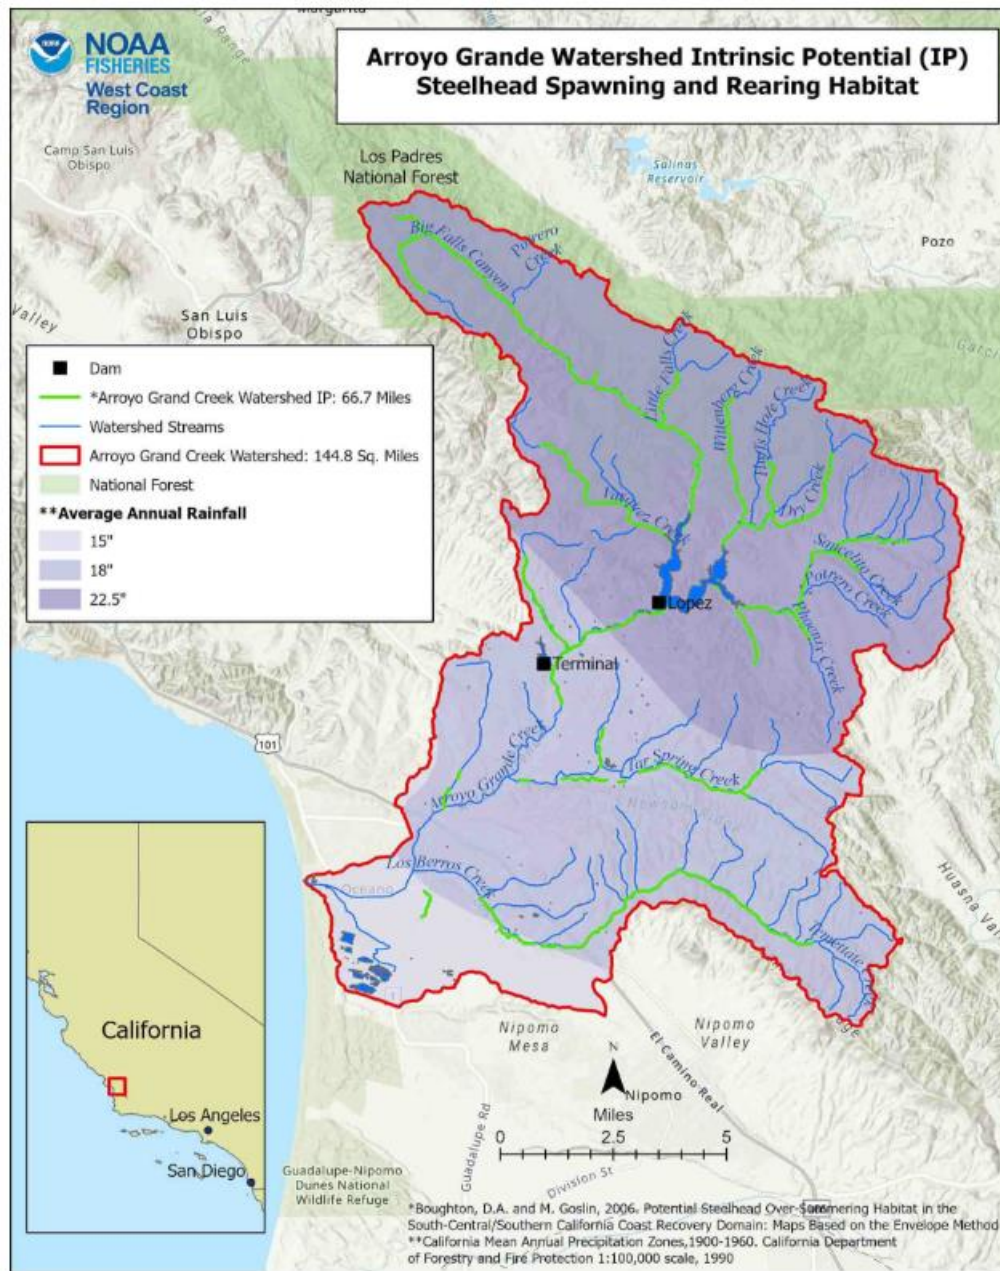 NOAA
FISHERIES
West Coast
Region
Arroyo Grande Watershed Intrinsic Potential (IP)
Steelhead Spawning and Rearing Habitat
Camp San Luis
Obispo
Los Padres
National Forest
Salinas
Reservoir
Pozo
Valley
San Luis
Obispo
Big Falls Canyon
Potrero
Creek
Little Falls Creek
Wittenberg Creek
Dry Creek
Saucelito Creek
Potrero Creek
Phoenix Creek
Lopez
Terminal
Dam
*Arroyo Grand Creek Watershed IP: 66.7 Miles
Watershed Streams
Arroyo Grand Creek Watershed: 144.8 Sq. Miles
National Forest
**Average Annual Rainfall
15"
18"
22.5"
101
Arroyo Grande Creek
Tar Spring Creek
Newsom Ridge
Los Berros Creek
Oceano
1
Huasna Val
Nipomo
Mesa
Nipomo
Valley
El Camino Real
N
Nipomo
Miles
0 2.5 5
Guadalupe Rd
Division St
California
Los Angeles
San Diego
Guadalupe-Nipomo
Dunes National
Wildlife Refuge
*Boughton, D.A. and M. Goslin, 2006. Potential Steelhead Over-Summering Habitat in the
South-Central/Southern California Coast Recovery Domain: Maps Based on the Envelope Method
**California Mean Annual Precipitation Zones,1900-1960. California Department
of Forestry and Fire Protection 1:100,000 scale, 1990